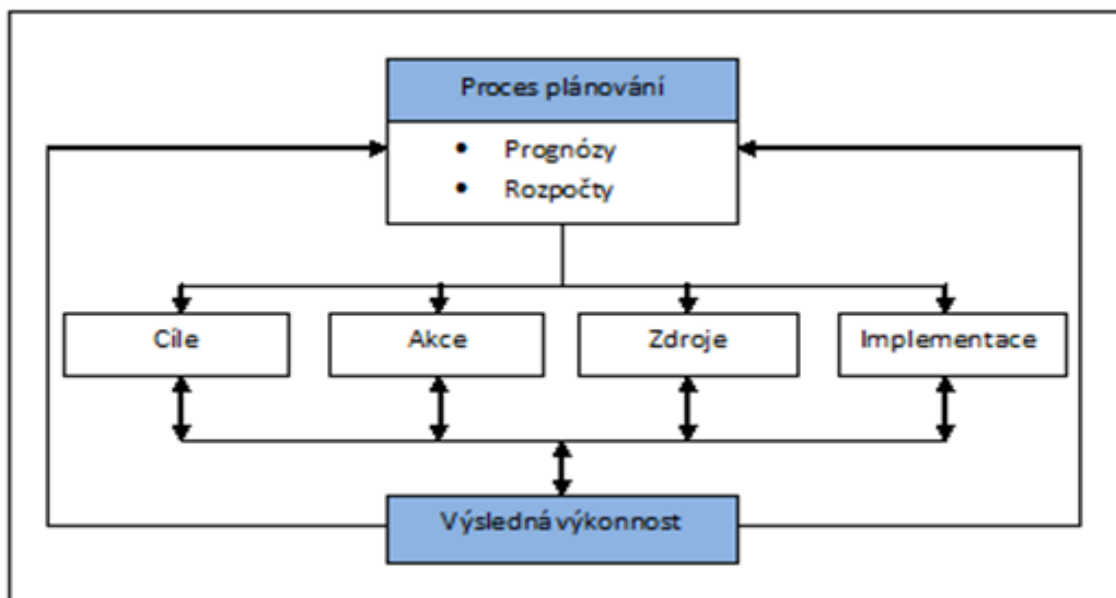 Proces plánování
• Prognózy
• Rozpočty
Cíle
Akce
Zdroje
Implementace
Výsledná výkonnost